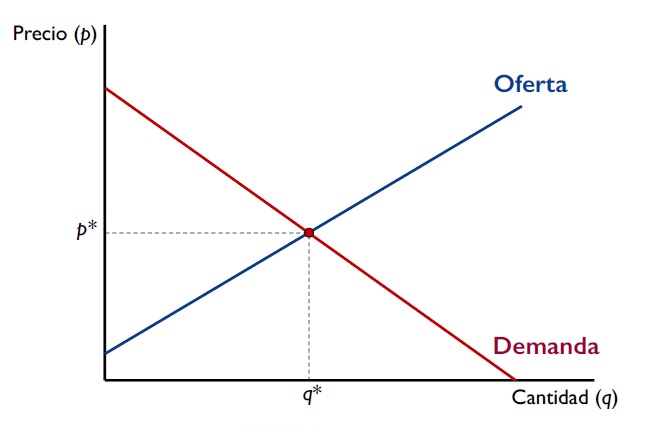 Precio (p)
Oferta
p*
Demanda
q*
Cantidad (q)